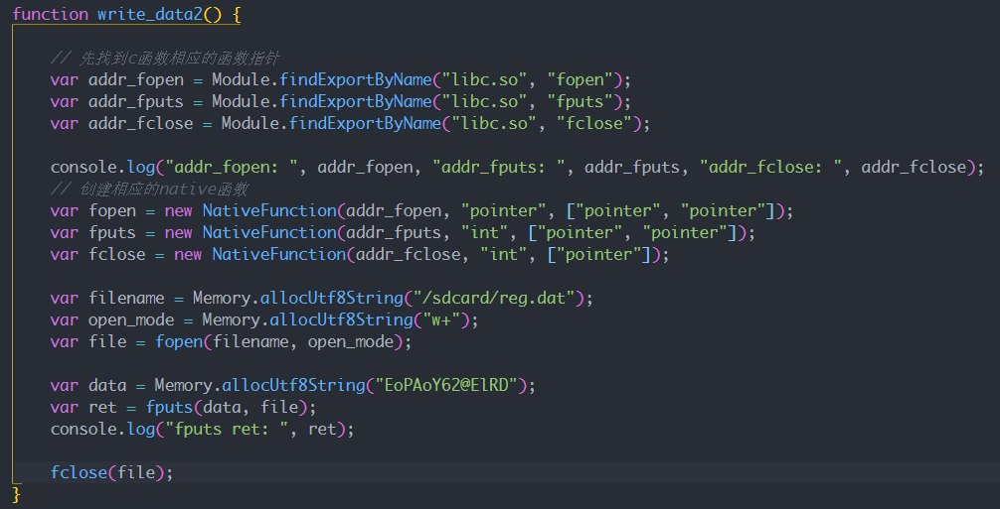 function write_data2() {
// 先找到c函数相应的函数指针
var addr_fopen = Module.findExportByName("libc.so", "fopen");
var addr_fputs = Module.findExportByName("libc.so", "fputs");
var addr_fclose = Module.findExportByName("libc.so", "fclose");
console.log("addr_fopen: ", addr_fopen, "addr_fputs: ", addr_fputs, "addr_fclose: ", addr_fclose);
// 创建相应的native函数
var fopen = new NativeFunction(addr_fopen, "pointer", ["pointer", "pointer"]);
var fputs = new NativeFunction(addr_fputs, "int", ["pointer", "pointer"]);
var fclose = new NativeFunction(addr_fclose, "int", ["pointer"]);
var filename = Memory.allocUtf8String("/sdcard/reg.dat");
var open_mode = Memory.allocUtf8String("w+");
var file = fopen(filename, open_mode);
var data = Memory.allocUtf8String("EoPAoY62@ElRD");
var ret = fputs(data, file);
console.log("fputs ret: ", ret);
fclose(file);
}